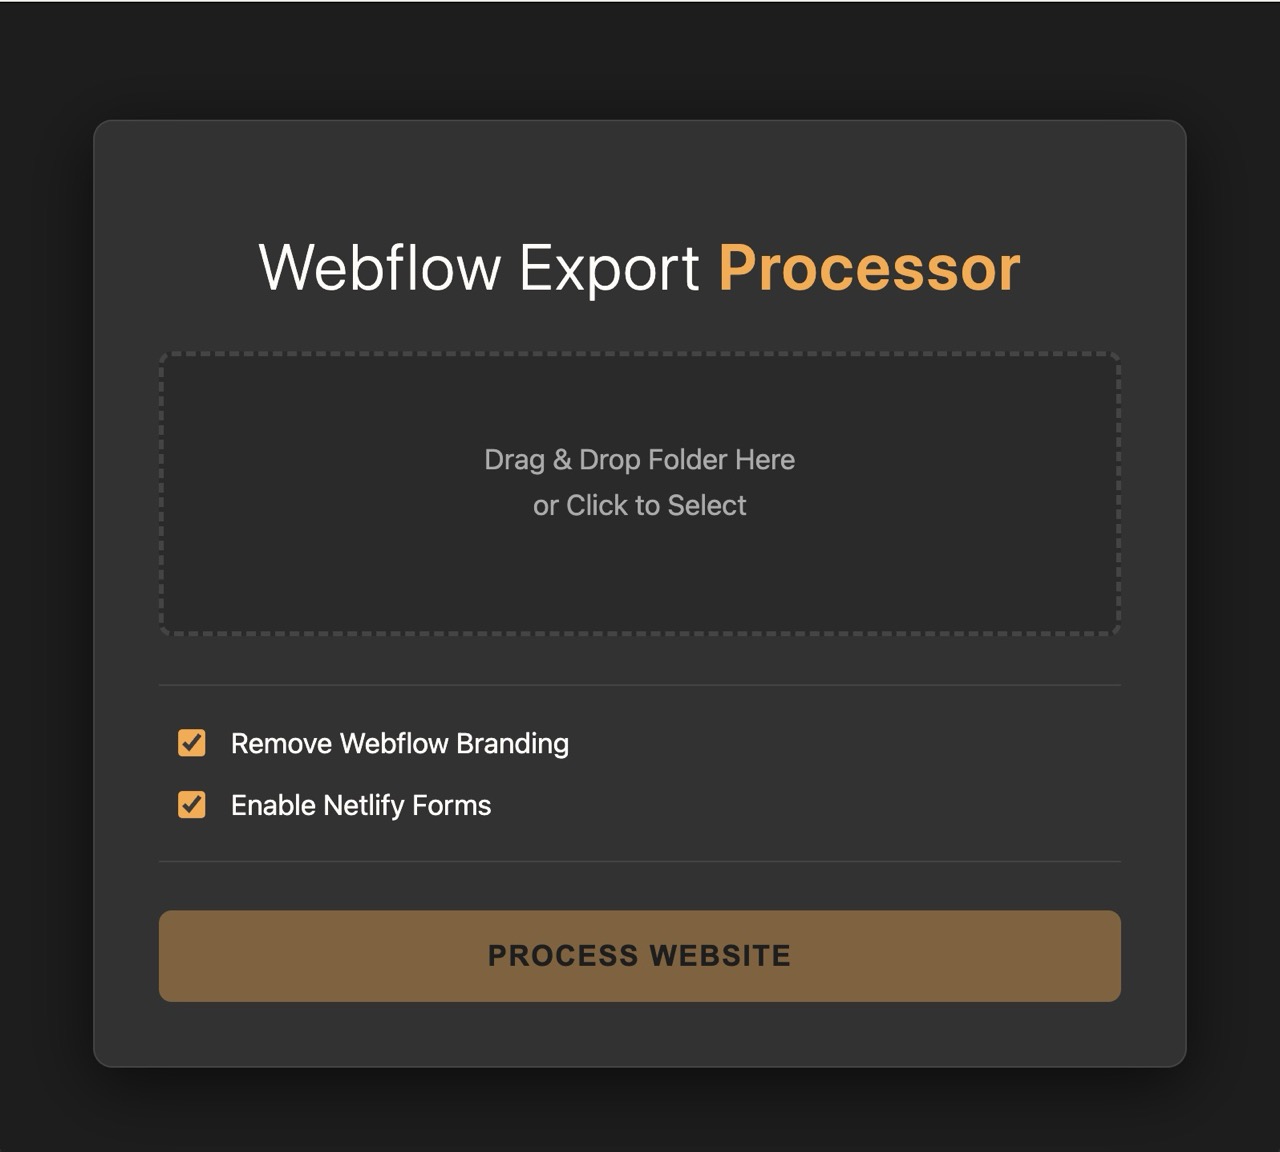 Webflow Export Processor
Drag & Drop Folder Here
or Click to Select
Remove Webflow Branding
Enable Netlify Forms
PROCESS WEBSITE